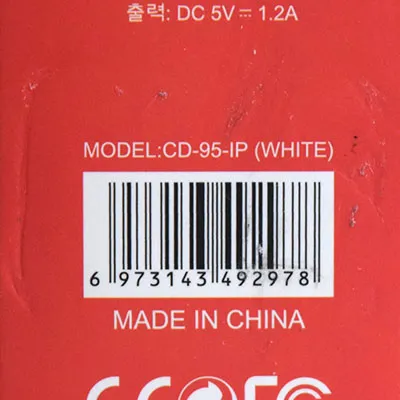 출력: DC 5V⎓1.2A
MODEL:CD-95-IP (WHITE)
6 973143 492978
MADE IN CHINA